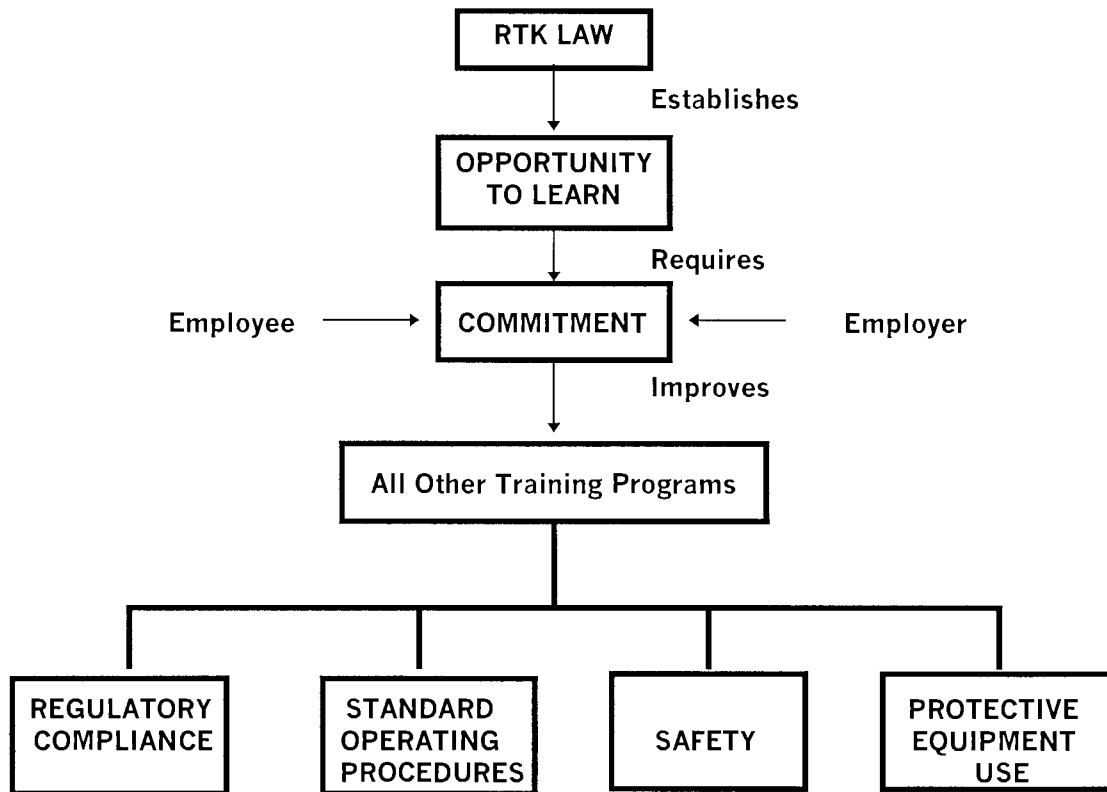 RTK LAW
Establishes
OPPORTUNITY
TO LEARN
Requires
Employee
COMMITMENT
Employer
Improves
All Other Training Programs
REGULATORY
COMPLIANCE
STANDARD
OPERATING
PROCEDURES
SAFETY
PROTECTIVE
EQUIPMENT
USE